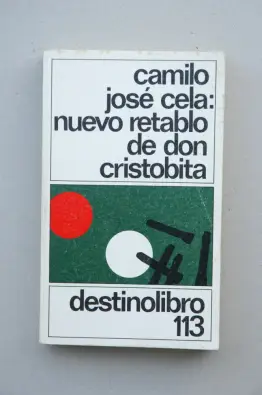 camilo
josé cela:
nuevo retablo
de don
cristobita
destinolibro
113